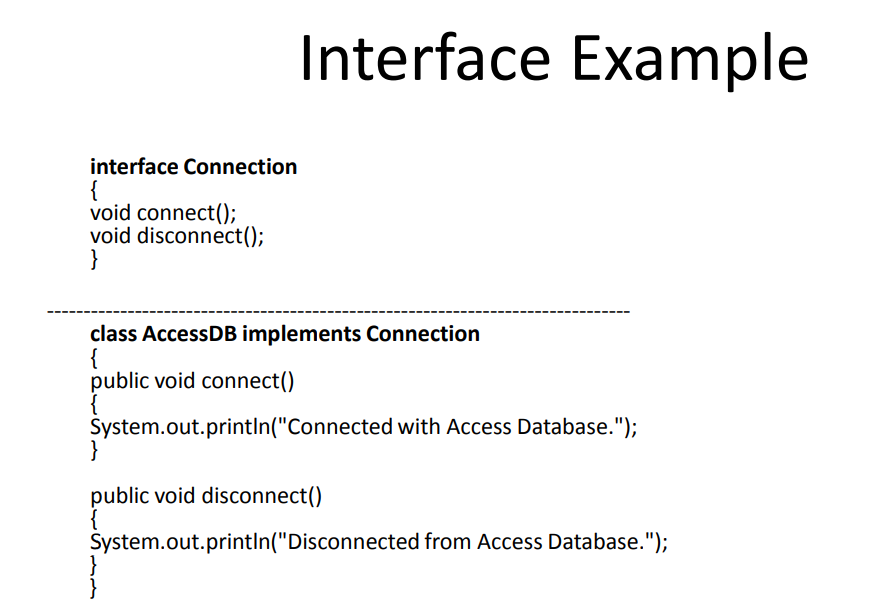 Interface Example
interface Connection
{
void connect();
void disconnect();
}
--------------------------------------------------------------------------------
class AccessDB implements Connection
{
public void connect()
{
System.out.println("Connected with Access Database.");
}
public void disconnect()
{
System.out.println("Disconnected from Access Database.");
}
}